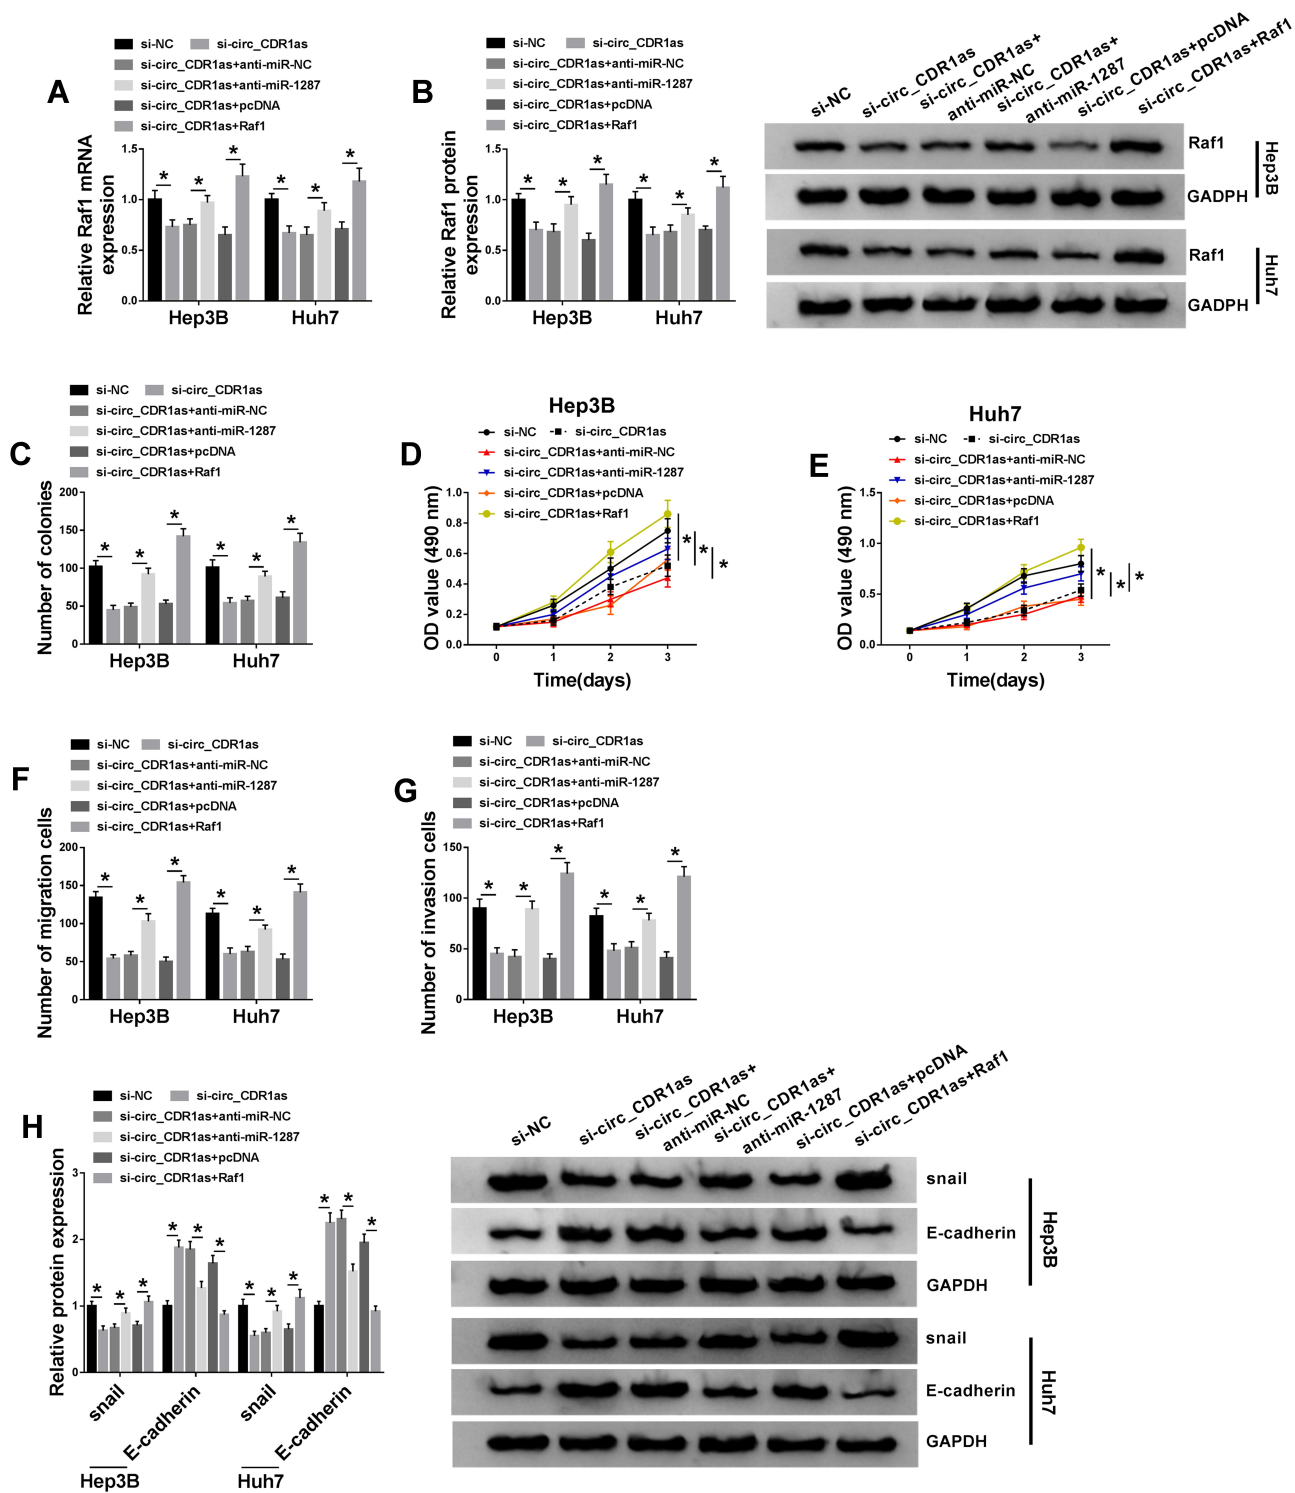 A
si-NC si-circ_CDR1as
si-circ_CDR1as+anti-miR-NC
si-circ_CDR1as+anti-miR-1287
si-circ_CDR1as+pcDNA
si-circ_CDR1as+Raf1
Relative Raf1 mRNA
expression
1.5
1.0
0.5
0.0
* * * * * *
Hep3B Huh7
B
si-NC si-circ_CDR1as
si-circ_CDR1as+anti-miR-NC
si-circ_CDR1as+anti-miR-1287
si-circ_CDR1as+pcDNA
si-circ_CDR1as+Raf1
Relative Raf1 protein
expression
1.5
1.0
0.5
0.0
* * * * * *
Hep3B Huh7
si-NC
si-circ_CDR1as
si-circ_CDR1as+
anti-miR-NC
si-circ_CDR1as+
anti-miR-1287
si-circ_CDR1as+pcDNA
si-circ_CDR1as+Raf1
Raf1
GADPH
Hep3B
Raf1
GADPH
Huh7
C
si-NC si-circ_CDR1as
si-circ_CDR1as+anti-miR-NC
si-circ_CDR1as+anti-miR-1287
si-circ_CDR1as+pcDNA
si-circ_CDR1as+Raf1
Number of colonies
200
150
100
50
0
* * * * * *
Hep3B Huh7
D
Hep3B
si-NC si-circ_CDR1as
si-circ_CDR1as+anti-miR-NC
si-circ_CDR1as+anti-miR-1287
si-circ_CDR1as+pcDNA
si-circ_CDR1as+Raf1
OD value (490 nm)
1.0
0.8
0.6
0.4
0.2
0.0
* * *
0 1 2 3
Time(days)
E
Huh7
si-NC si-circ_CDR1as
si-circ_CDR1as+anti-miR-NC
si-circ_CDR1as+anti-miR-1287
si-circ_CDR1as+pcDNA
si-circ_CDR1as+Raf1
OD value (490 nm)
1.5
1.0
0.5
0.0
* * *
0 1 2 3
Time(days)
F
si-NC si-circ_CDR1as
si-circ_CDR1as+anti-miR-NC
si-circ_CDR1as+anti-miR-1287
si-circ_CDR1as+pcDNA
si-circ_CDR1as+Raf1
Number of migration cells
200
150
100
50
0
* * * * * *
Hep3B Huh7
G
si-NC si-circ_CDR1as
si-circ_CDR1as+anti-miR-NC
si-circ_CDR1as+anti-miR-1287
si-circ_CDR1as+pcDNA
si-circ_CDR1as+Raf1
Number of invasion cells
150
100
50
0
* * * * * *
Hep3B Huh7
H
si-NC si-circ_CDR1as
si-circ_CDR1as+anti-miR-NC
si-circ_CDR1as+anti-miR-1287
si-circ_CDR1as+pcDNA
si-circ_CDR1as+Raf1
Relative protein expression
3
2
1
0
* * * * * * * * * * * *
snail E-cadherin snail E-cadherin
Hep3B Huh7
si-NC
si-circ_CDR1as
si-circ_CDR1as+
anti-miR-NC
si-circ_CDR1as+
anti-miR-1287
si-circ_CDR1as+pcDNA
si-circ_CDR1as+Raf1
snail
E-cadherin
GAPDH
Hep3B
snail
E-cadherin
GAPDH
Huh7